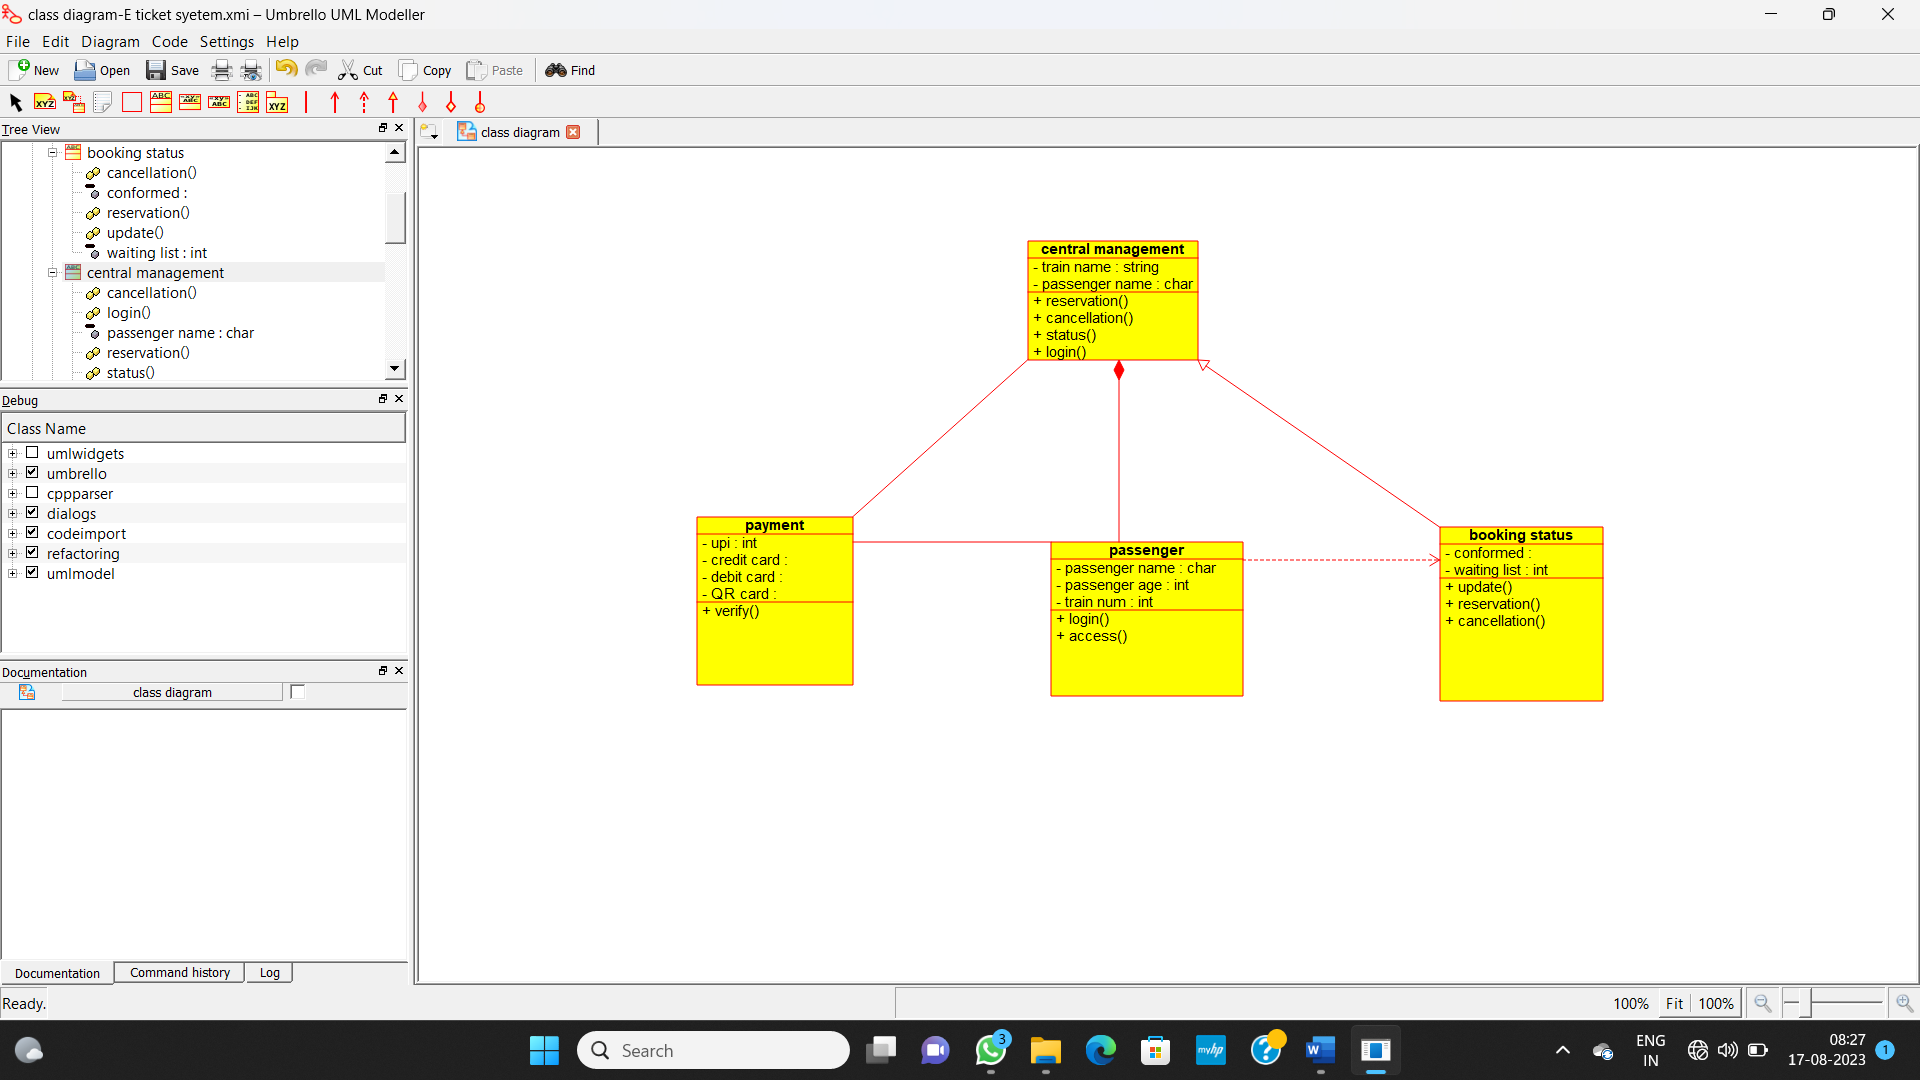 class diagram-E ticket syetem.xmi – Umbrello UML Modeller
File Edit Diagram Code Settings Help
New Open Save Cut Copy Paste Find
Tree View
class diagram
booking status
cancellation()
conformed :
reservation()
update()
waiting list : int
central management
cancellation()
login()
passenger name : char
reservation()
status()
Debug
Class Name
umlwidgets
umbrello
cppparser
dialogs
codeimport
refactoring
umlmodel
Documentation
class diagram
Documentation Command history Log
central management
- train name : string
- passenger name : char
+ reservation()
+ cancellation()
+ status()
+ login()
payment
- upi : int
- credit card :
- debit card :
- QR card :
+ verify()
passenger
- passenger name : char
- passenger age : int
- train num : int
+ login()
+ access()
booking status
- conformed :
- waiting list : int
+ update()
+ reservation()
+ cancellation()
Ready.
100% Fit 100%
Search
3
myhp
ENG
IN
08:27
17-08-2023
1